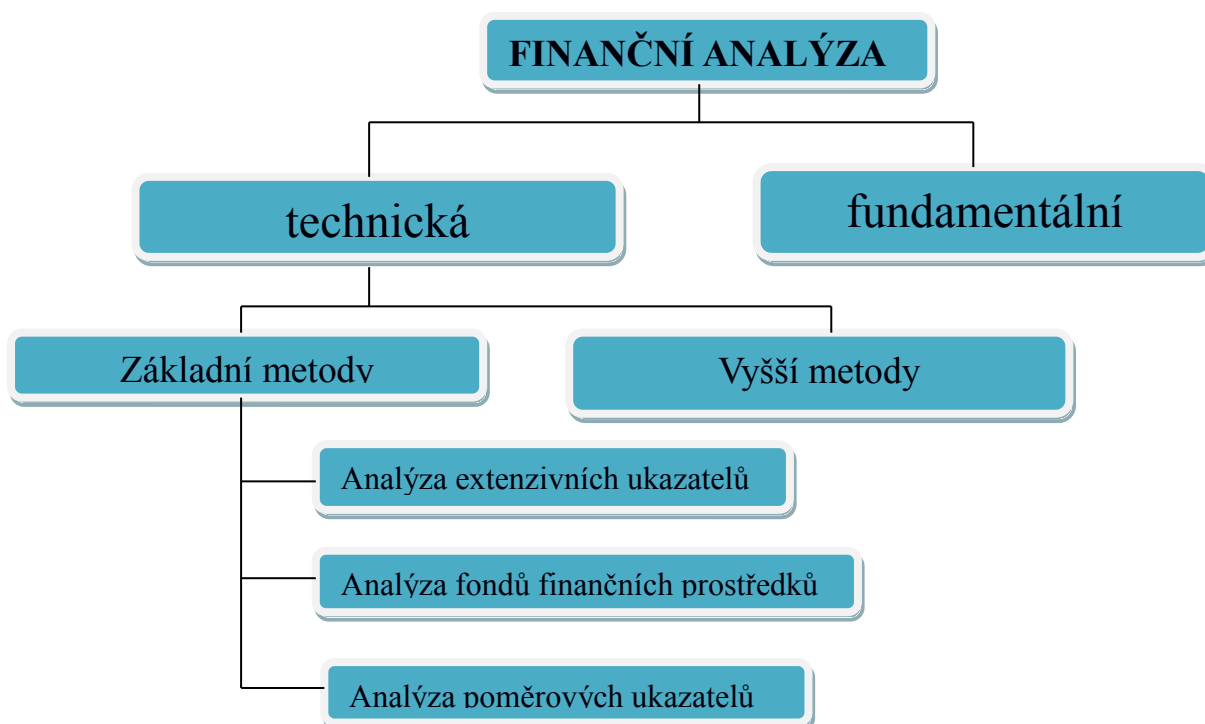 FINANČNÍ ANALÝZA
technická
fundamentální
Základní metody
Vyšší metody
Analýza extenzivních ukazatelů
Analýza fondů finančních prostředků
Analýza poměrových ukazatelů